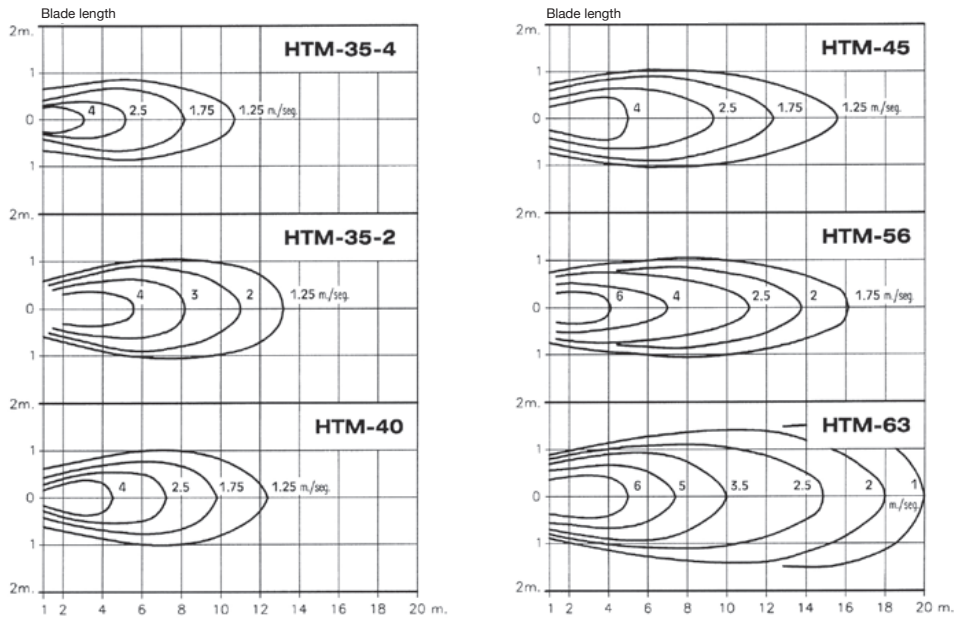 Blade length
2m.
HTM-35-4
1
0
4
2.5
1.75
1.25 m./seg.
1
2m.
HTM-35-2
1
0
4
3
2
1.25 m./seg.
1
2m.
HTM-40
1
0
4
2.5
1.75
1.25 m./seg.
1
2m.
1 2 4 6 8 10 12 14 16 18 20 m.
Blade length
2m.
HTM-45
1
0
4
2.5
1.75
1.25 m./seg.
1
2m.
HTM-56
1
0
6
4
2.5
2
1.75 m./seg.
1
2m.
HTM-63
1
0
6
5
3.5
2.5
2
1
m./seg.
1
2m.
1 2 4 6 8 10 12 14 16 18 20 m.